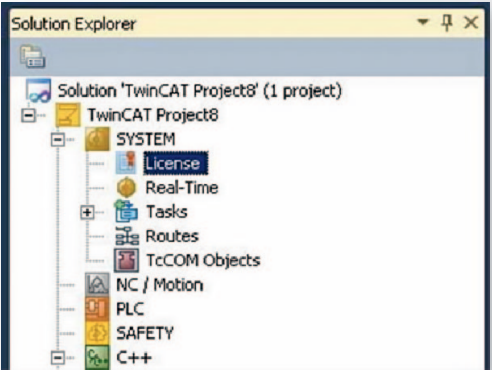 Solution Explorer
Solution 'TwinCAT Project8' (1 project)
TwinCAT Project8
SYSTEM
License
Real-Time
Tasks
Routes
TcCOM Objects
NC / Motion
PLC
SAFETY
C++